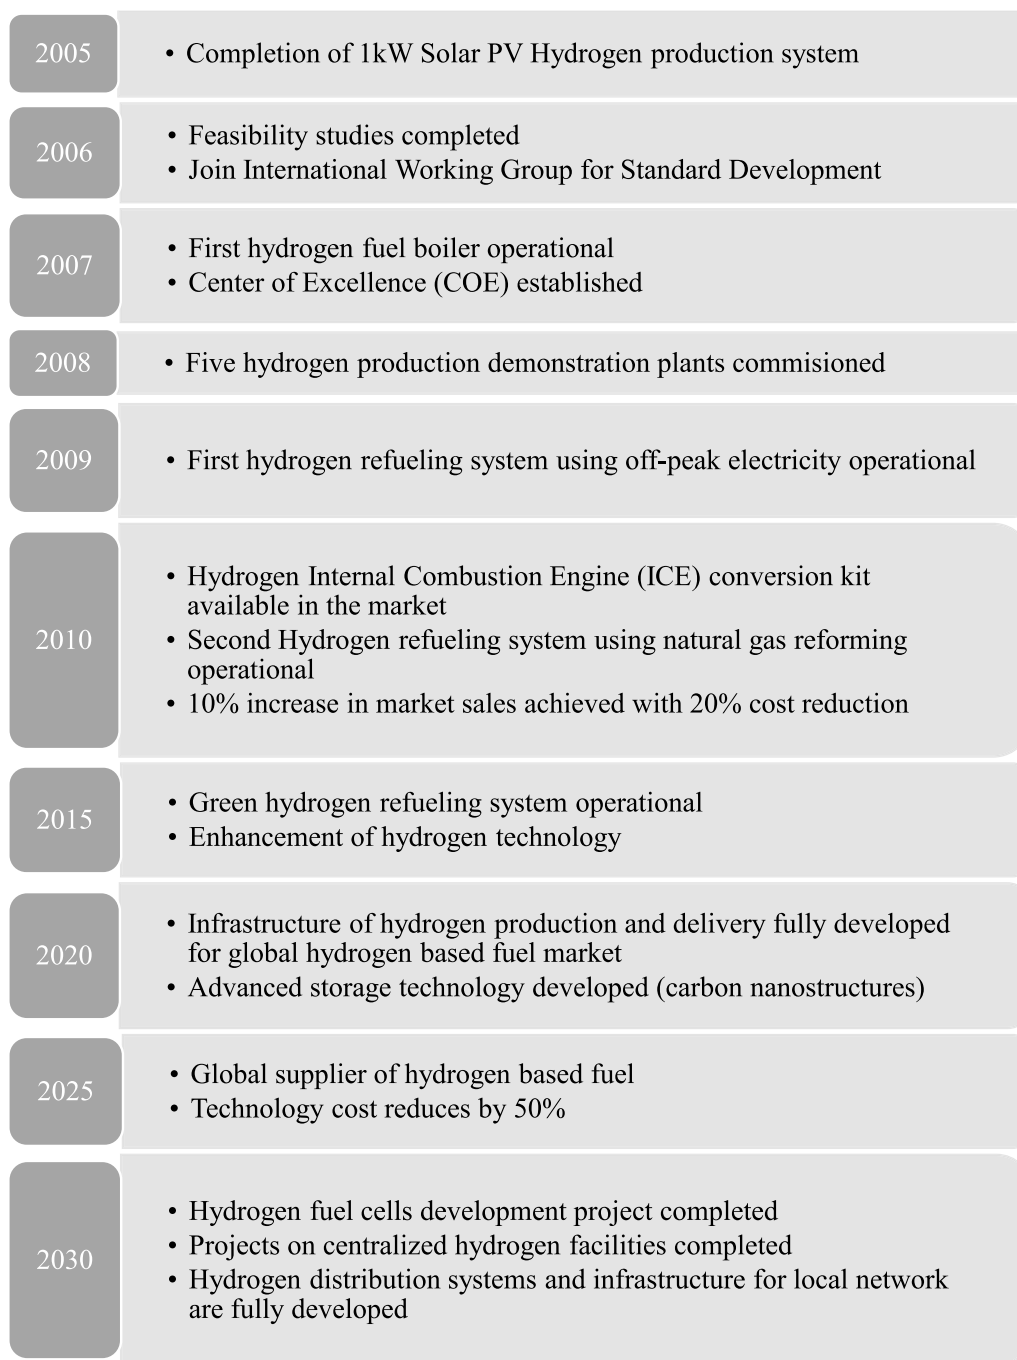 2005
• Completion of 1kW Solar PV Hydrogen production system
2006
• Feasibility studies completed
• Join International Working Group for Standard Development
2007
• First hydrogen fuel boiler operational
• Center of Excellence (COE) established
2008
• Five hydrogen production demonstration plants commisioned
2009
• First hydrogen refueling system using off-peak electricity operational
2010
• Hydrogen Internal Combustion Engine (ICE) conversion kit
available in the market
• Second Hydrogen refueling system using natural gas reforming
operational
• 10% increase in market sales achieved with 20% cost reduction
2015
• Green hydrogen refueling system operational
• Enhancement of hydrogen technology
2020
• Infrastructure of hydrogen production and delivery fully developed
for global hydrogen based fuel market
• Advanced storage technology developed (carbon nanostructures)
2025
• Global supplier of hydrogen based fuel
• Technology cost reduces by 50%
2030
• Hydrogen fuel cells development project completed
• Projects on centralized hydrogen facilities completed
• Hydrogen distribution systems and infrastructure for local network
are fully developed